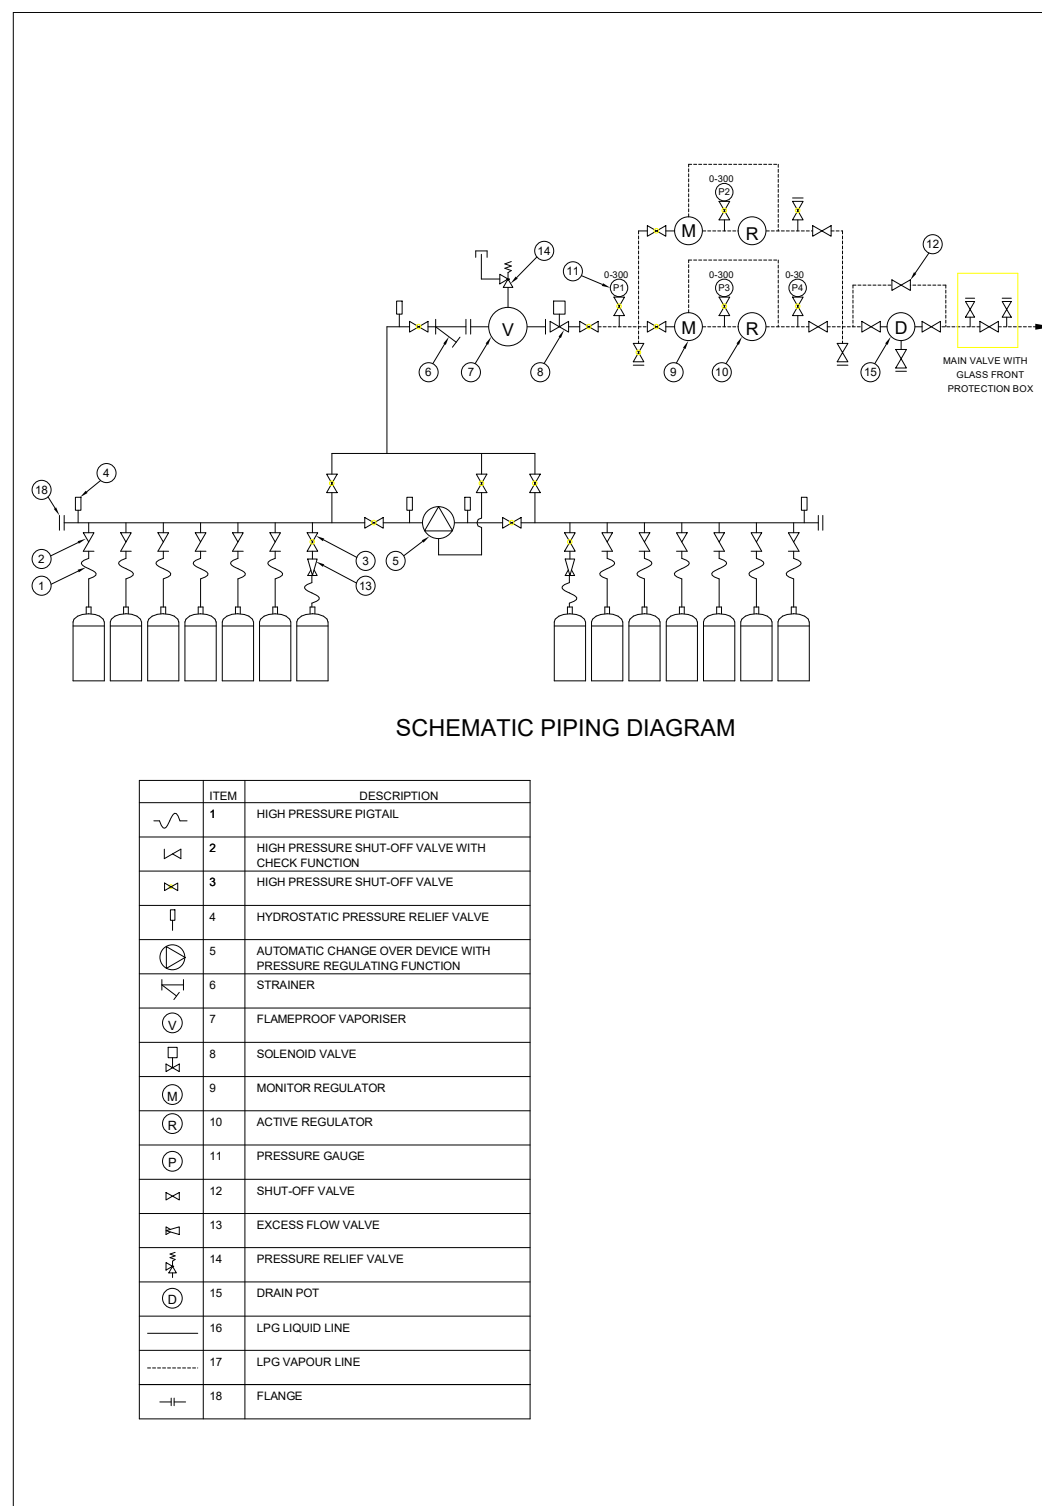 0-300
P2
M
R
14
12
11
0-300
P1
0-300
P3
0-30
P4
V
M
R
D
6
7
8
9
10
15
MAIN VALVE WITH
GLASS FRONT
PROTECTION BOX
4
18
2
3
5
1
13
SCHEMATIC PIPING DIAGRAM
ITEM DESCRIPTION
1 HIGH PRESSURE PIGTAIL
2 HIGH PRESSURE SHUT-OFF VALVE WITH
CHECK FUNCTION
3 HIGH PRESSURE SHUT-OFF VALVE
4 HYDROSTATIC PRESSURE RELIEF VALVE
5 AUTOMATIC CHANGE OVER DEVICE WITH
PRESSURE REGULATING FUNCTION
6 STRAINER
V 7 FLAMEPROOF VAPORISER
8 SOLENOID VALVE
M 9 MONITOR REGULATOR
R 10 ACTIVE REGULATOR
P 11 PRESSURE GAUGE
12 SHUT-OFF VALVE
13 EXCESS FLOW VALVE
14 PRESSURE RELIEF VALVE
D 15 DRAIN POT
16 LPG LIQUID LINE
17 LPG VAPOUR LINE
18 FLANGE